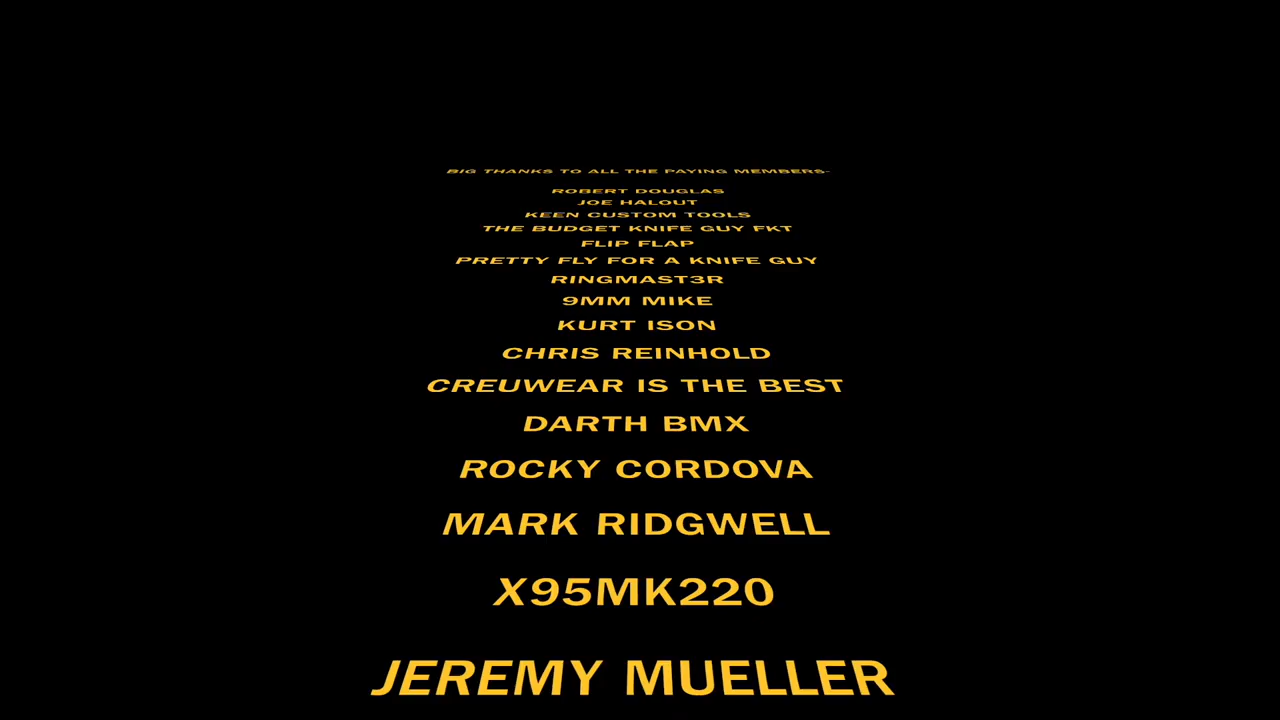 BIG THANKS TO ALL THE PAYING MEMBERS-
ROBERT DOUGLAS
JOE HALOUT
KEEN CUSTOM TOOLS
THE BUDGET KNIFE GUY FKT
FLIP FLAP
PRETTY FLY FOR A KNIFE GUY
RINGMAST3R
9MM MIKE
KURT ISON
CHRIS REINHOLD
CREUWEAR IS THE BEST
DARTH BMX
ROCKY CORDOVA
MARK RIDGWELL
X95MK220
JEREMY MUELLER